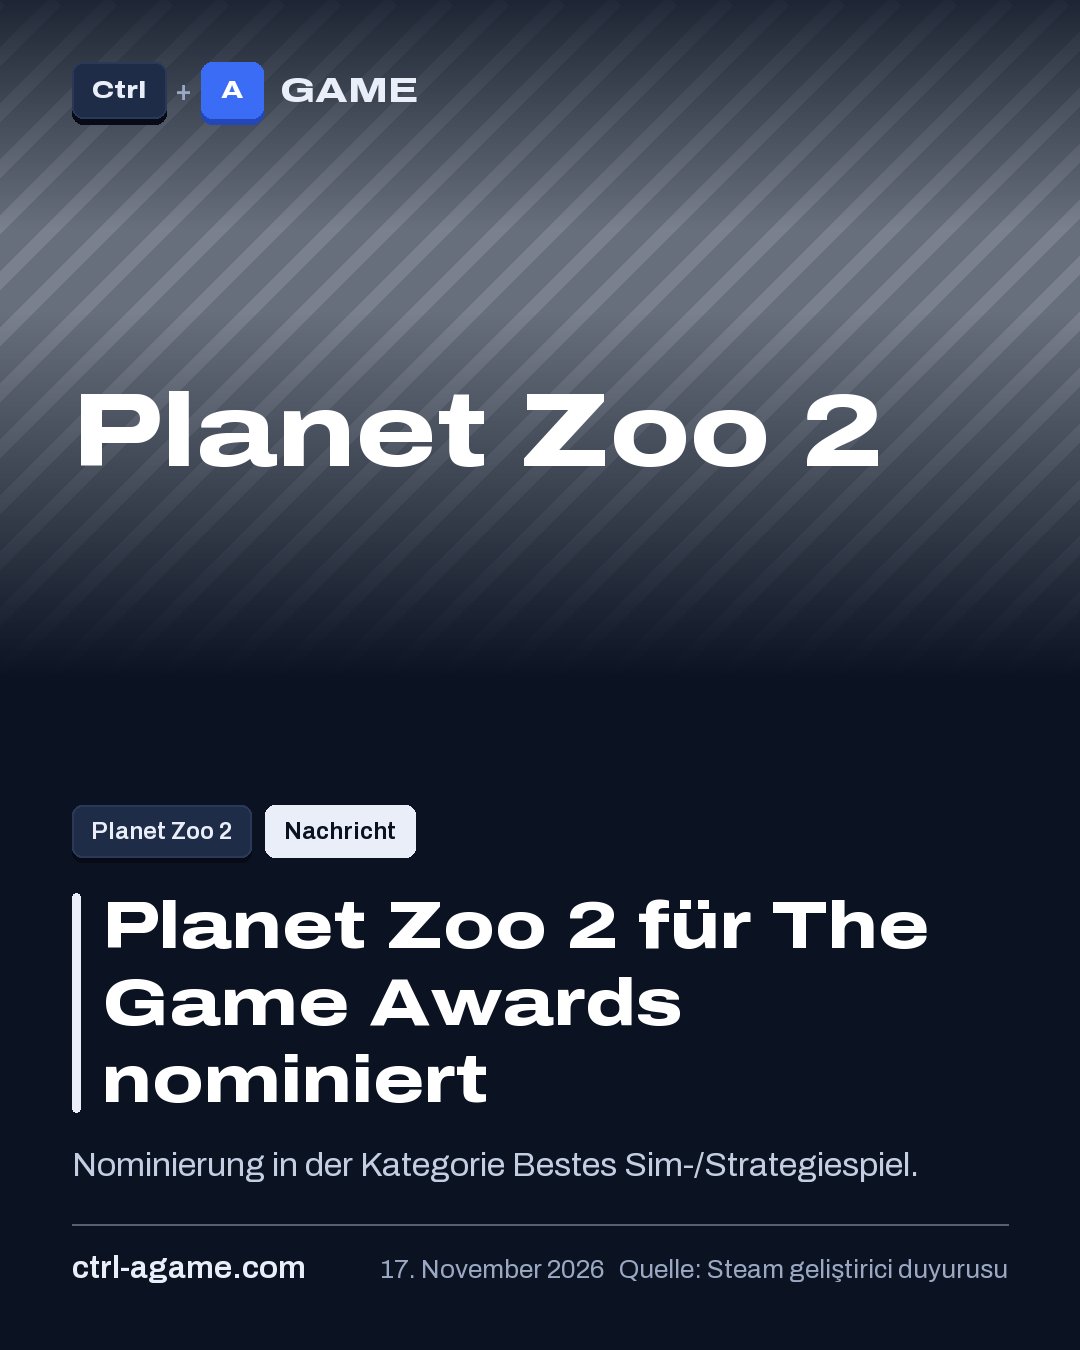 Ctrl + A GAME
Planet Zoo 2
Planet Zoo 2 Nachricht
Planet Zoo 2 für The
Game Awards
nominiert
Nominierung in der Kategorie Bestes Sim-/Strategiespiel.
ctrl-agame.com 17. November 2026 Quelle: Steam geliştirici duyurusu